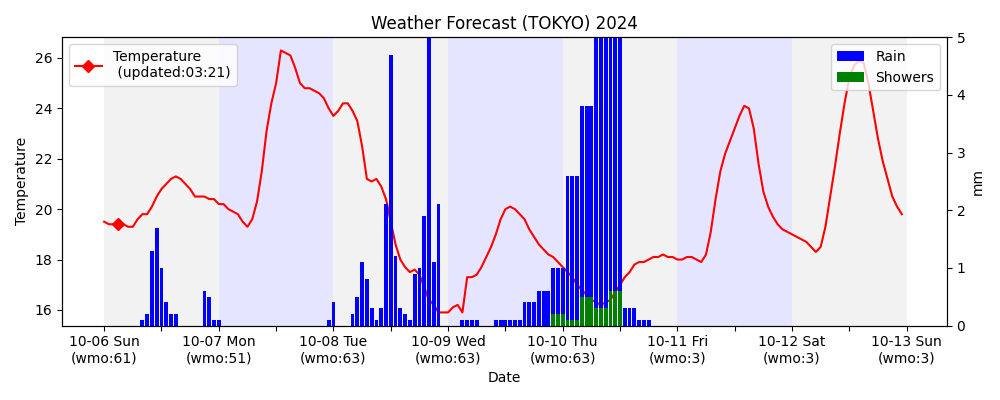 Weather Forecast (TOKYO) 2024
Temperature
(updated:03:21)
Rain
Showers
Temperature
26
24
22
20
18
16
5
4
3
2
1
0
mm
10-06 Sun
(wmo:61)
10-07 Mon
(wmo:51)
10-08 Tue
(wmo:63)
10-09 Wed
(wmo:63)
10-10 Thu
(wmo:63)
10-11 Fri
(wmo:3)
10-12 Sat
(wmo:3)
10-13 Sun
(wmo:3)
Date